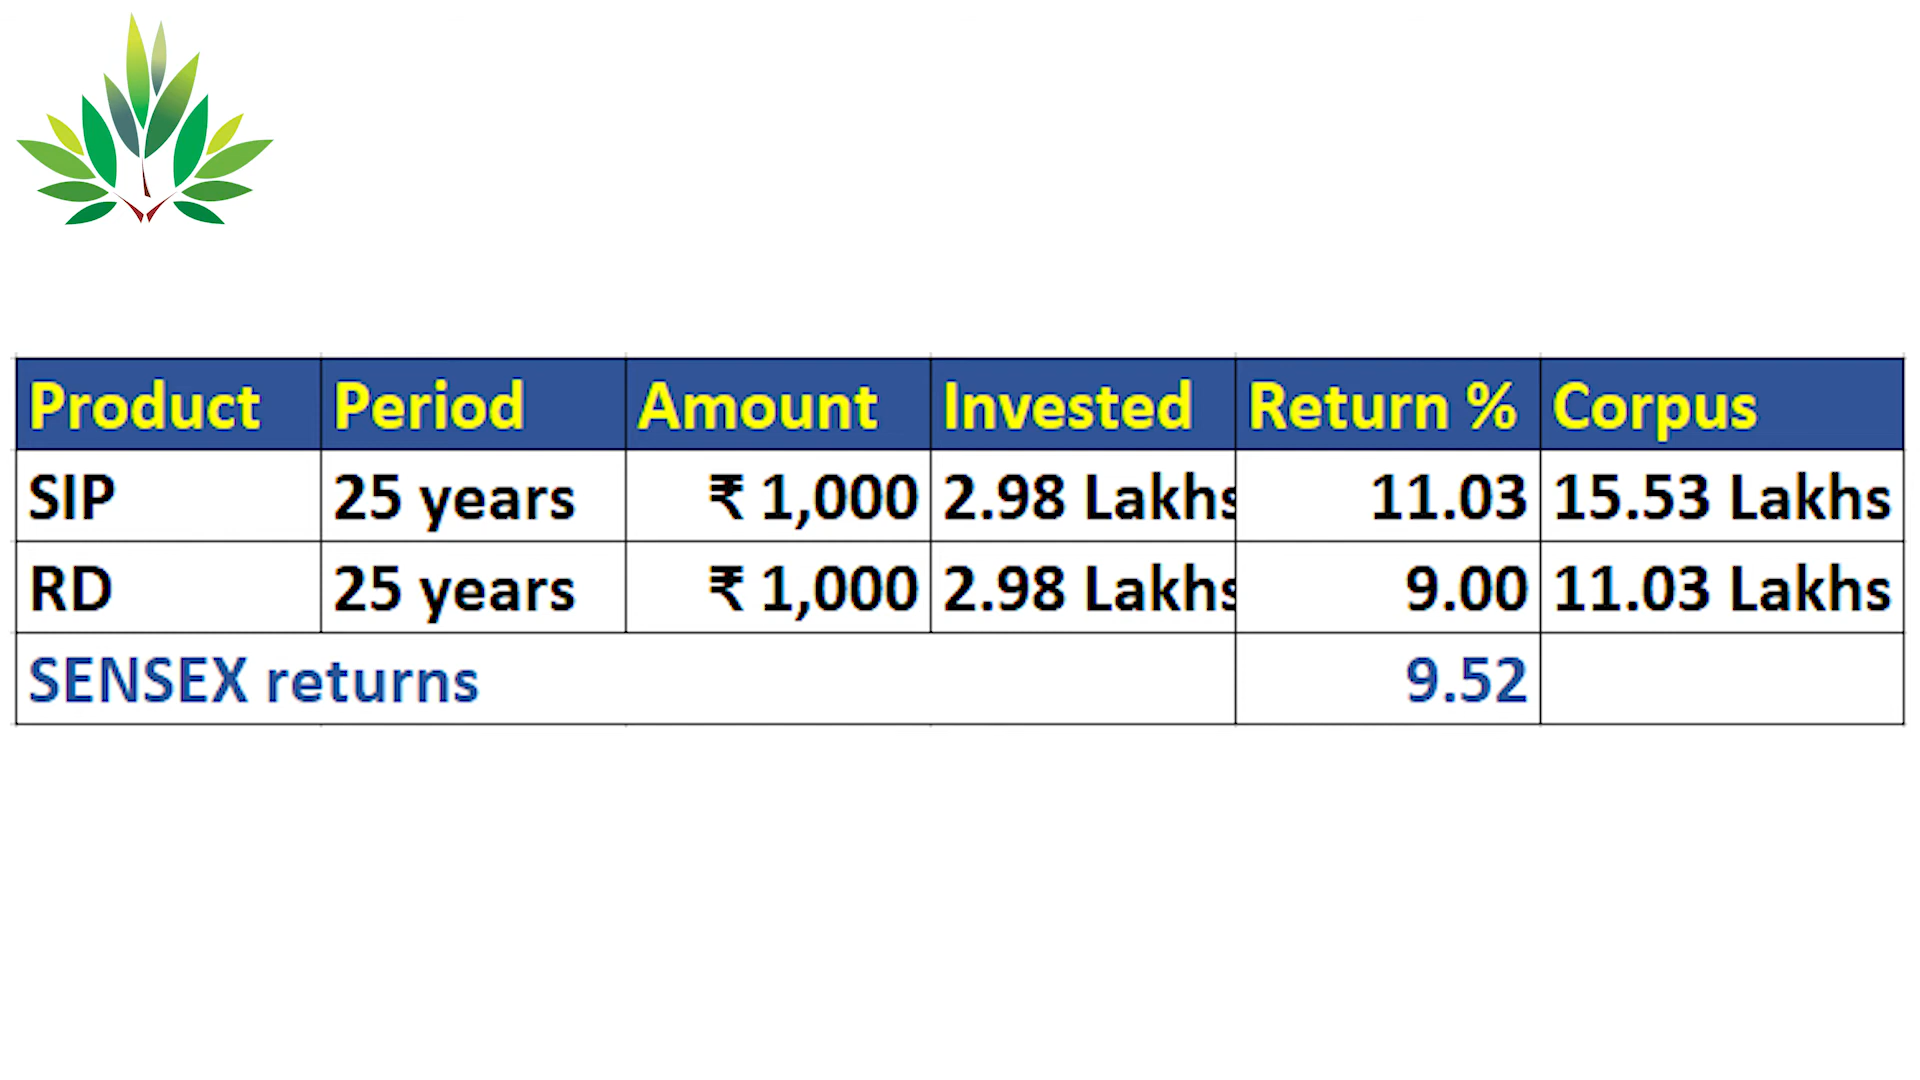 Product Period Amount Invested Return % Corpus
SIP 25 years ₹ 1,000 2.98 Lakhs 11.03 15.53 Lakhs
RD 25 years ₹ 1,000 2.98 Lakhs 9.00 11.03 Lakhs
SENSEX returns 9.52